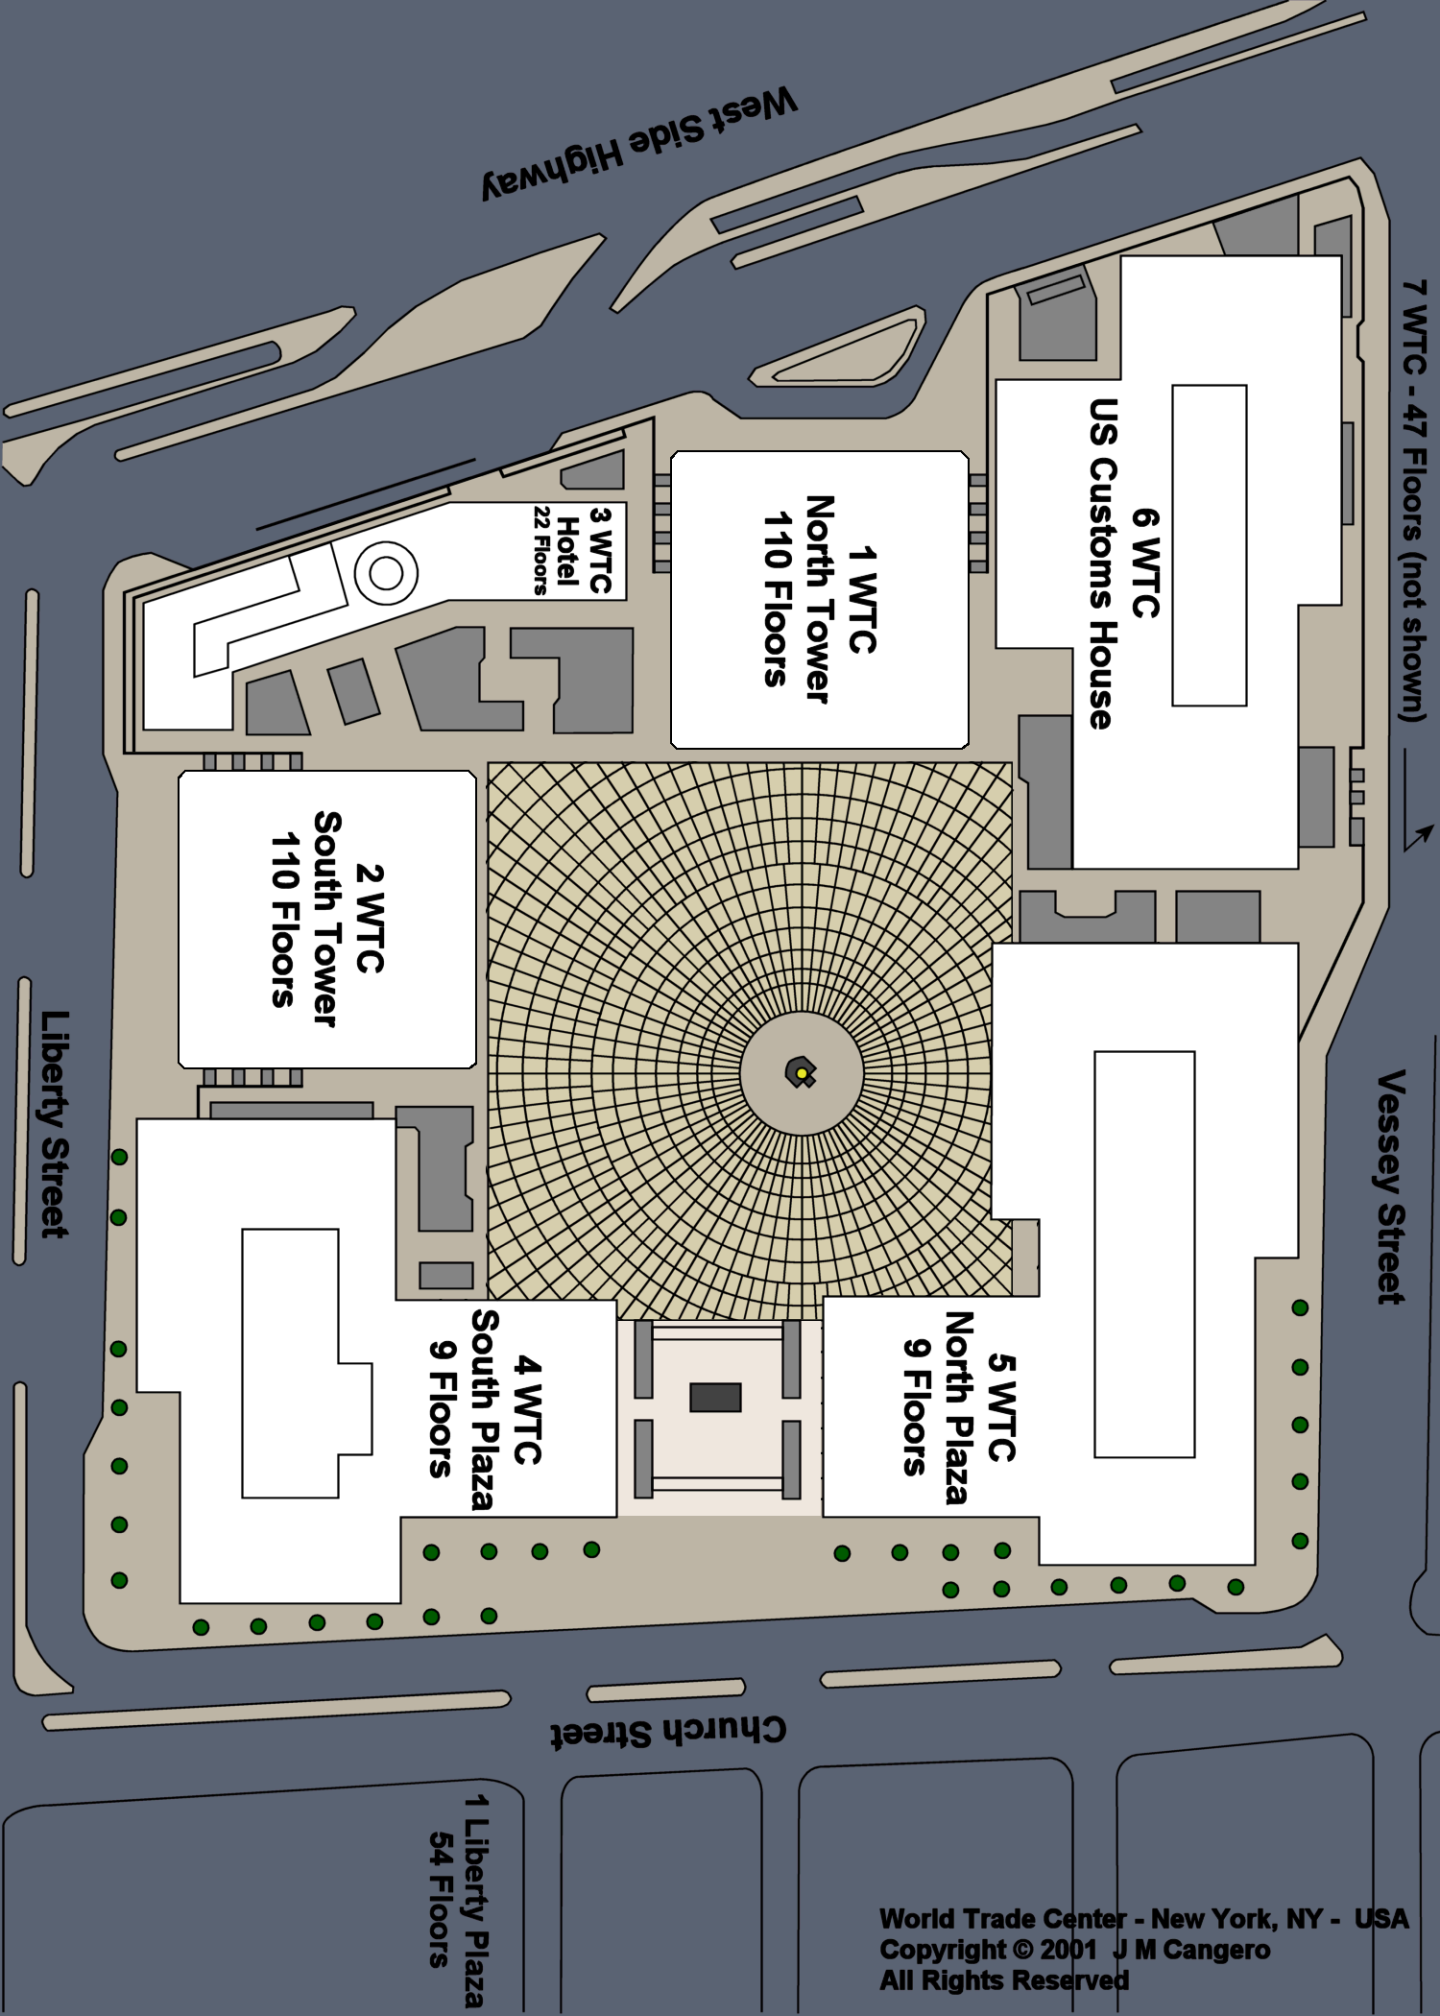 West Side Highway
7 WTC - 47 Floors (not shown)
6 WTC
US Customs House
1 WTC
North Tower
110 Floors
3 WTC
Hotel
22 Floors
2 WTC
South Tower
110 Floors
Liberty Street
Vessey Street
5 WTC
North Plaza
9 Floors
4 WTC
South Plaza
9 Floors
Church Street
1 Liberty Plaza
54 Floors
World Trade Center - New York, NY - USA
Copyright © 2001 J M Cangero
All Rights Reserved